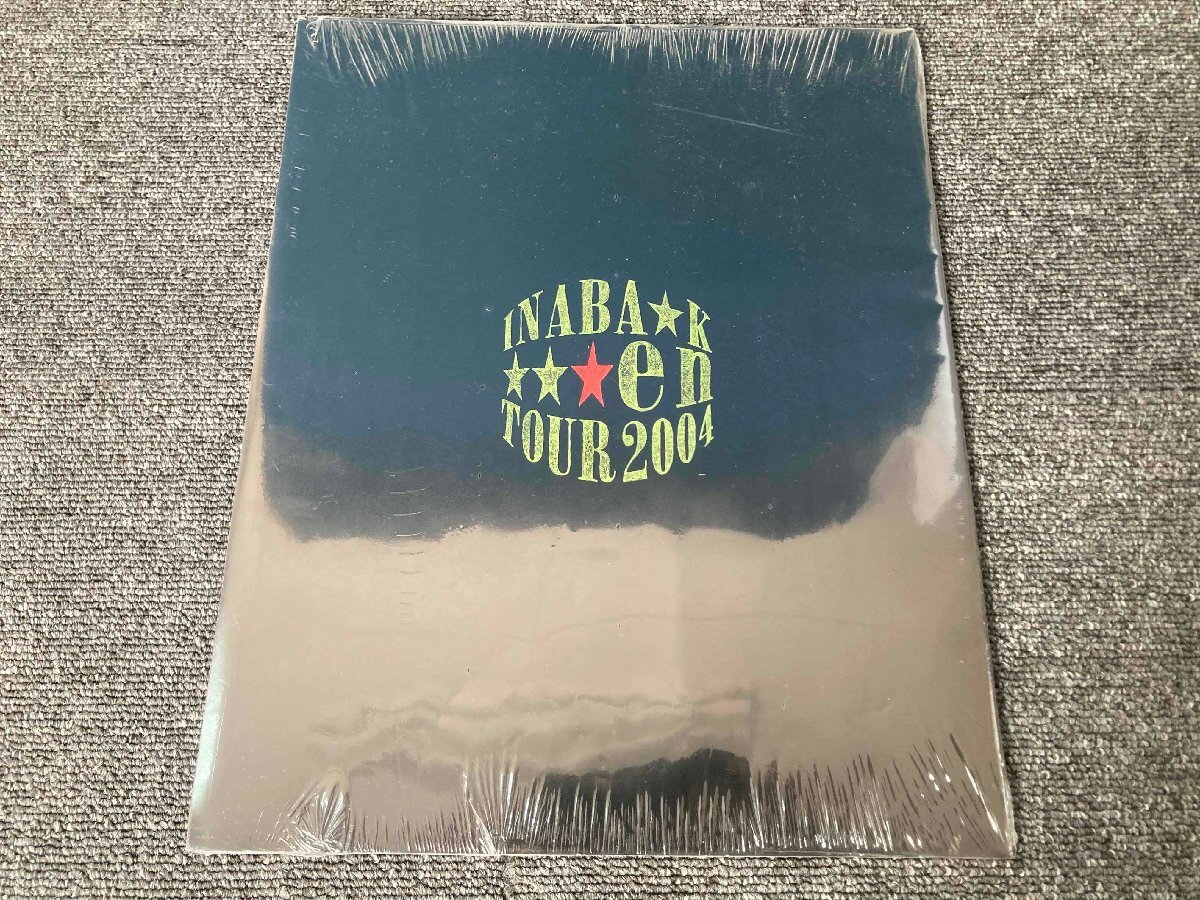 INABA★K
★★★en
TOUR 2004